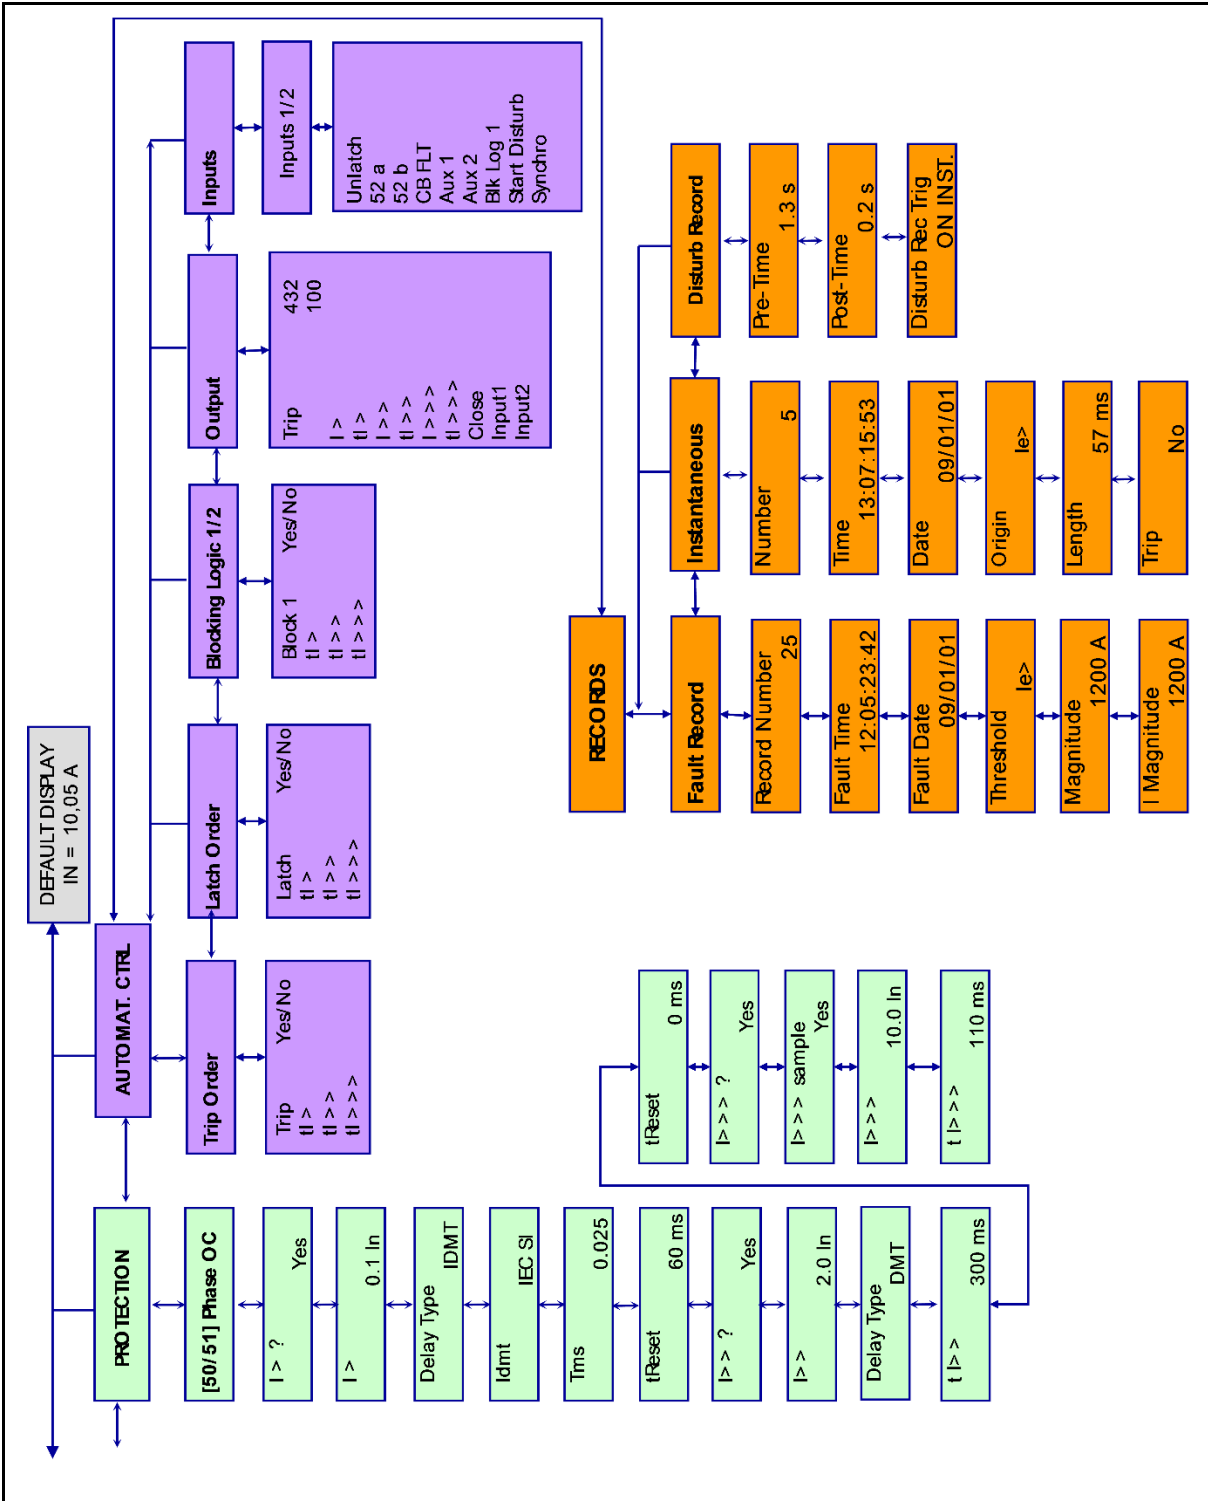 DEFAULT DISPLAY
IN = 10,05 A
PROTECTION
[50/51] Phase OC
I > ?
Yes
I >
0.1 In
Delay Type
IDMT
Idmt
IEC SI
Tms
0.025
tReset
60 ms
I> > ?
Yes
I> >
2.0 In
Delay Type
DMT
t I> >
300 ms
tReset
0 ms
I> > > ?
Yes
I> > > sample
Yes
I> > >
10.0 In
t I> > >
110 ms
AUTOMAT. CTRL
Trip Order
Trip Yes/No
tI >
tI > >
tI > > >
Latch Order
Latch Yes/No
tI >
tI > >
tI > > >
Blocking Logic 1/2
Block 1 Yes/No
tI >
tI > >
tI > > >
Output
Trip 432
100
I >
tI >
I > >
tI > >
I > > >
tI > > >
Close
Input1
Input2
Inputs
Inputs 1/2
Unlatch
52 a
52 b
CB FLT
Aux 1
Aux 2
Blk Log 1
Start Disturb
Synchro
RECORDS
Fault Record
Record Number
25
Fault Time
12:05:23:42
Fault Date
09/01/01
Threshold
Ie>
Magnitude
1200 A
I Magnitude
1200 A
Instantaneous
Number
5
Time
13:07:15:53
Date
09/01/01
Origin
Ie>
Length
57 ms
Trip
No
Disturb Record
Pre-Time
1.3 s
Post-Time
0.2 s
Disturb Rec Trig
ON INST.